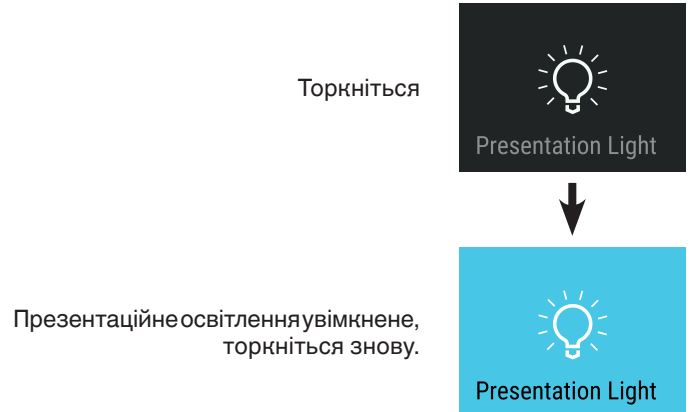 Торкніться
Presentation Light
Презентаційне освітлення увімкнене,
торкніться знову.
Presentation Light